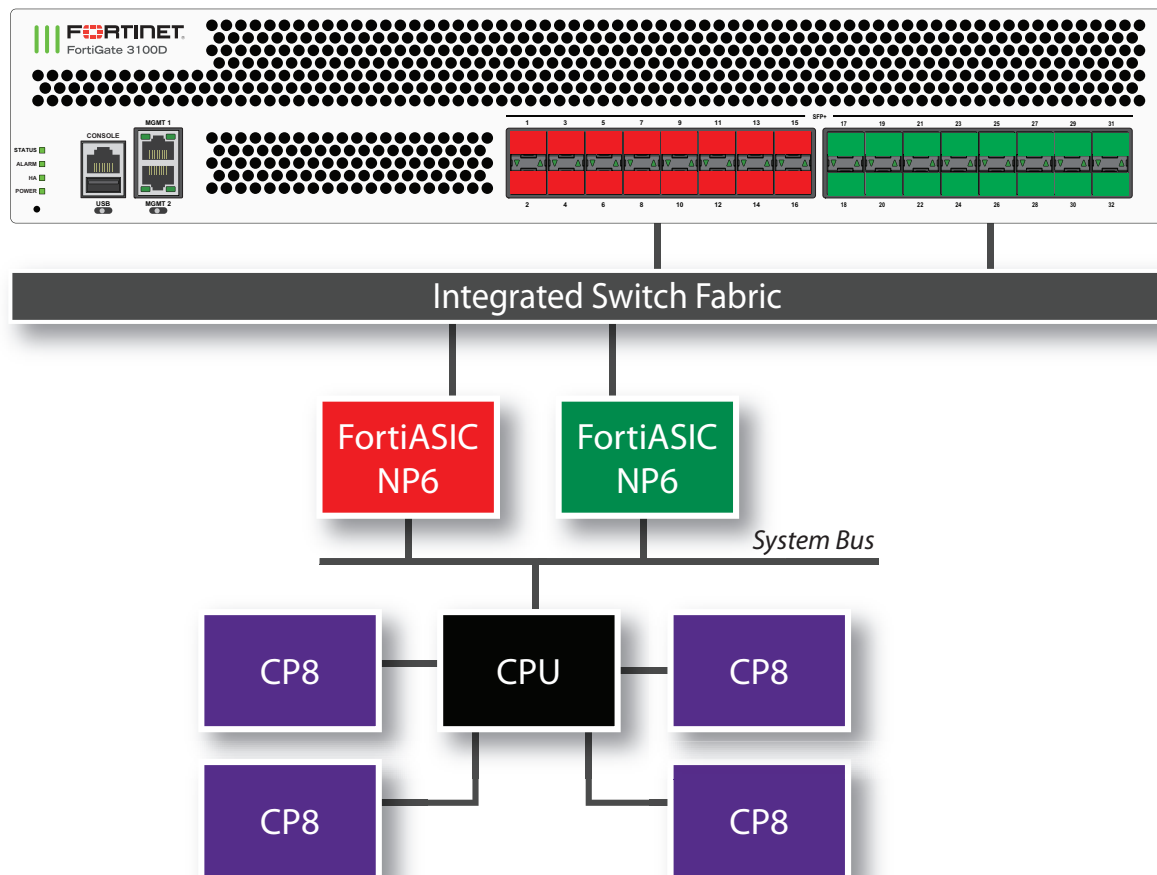 FORTINET
FortiGate 3100D
CONSOLE
MGMT 1
STATUS
ALARM
HA
POWER
USB
MGMT 2
SFP+
1 3 5 7 9 11 13 15
17 19 21 23 25 27 29 31
2 4 6 8 10 12 14 16
18 20 22 24 26 28 30 32
Integrated Switch Fabric
FortiASIC
NP6
FortiASIC
NP6
System Bus
CP8
CPU
CP8
CP8
CP8